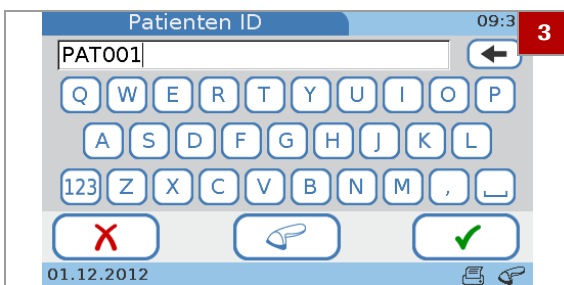 Patienten ID 09:3
3
PAT001
Q W E R T Y U I O P
A S D F G H J K L
123 Z X C V B N M ,
01.12.2012